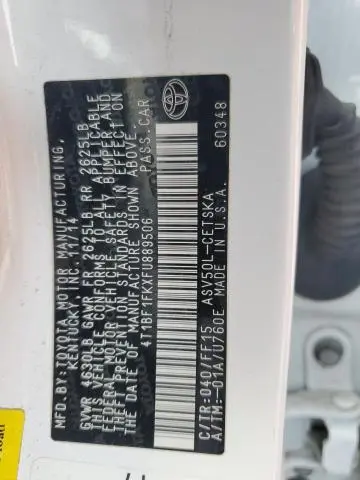 MFD.BY:TOYOTA MOTOR MANUFACTURING,
KENTUCKY, INC. 11/14
GVWR 4630LB GAWR FR 2625LB RR 2625LB
THIS VEHICLE CONFORMS TO ALL APPLICABLE
FEDERAL MOTOR VEHICLE SAFETY, BUMPER AND
THEFT PREVENTION STANDARDS IN EFFECT ON
THE DATE OF MANUFACTURE SHOWN ABOVE.
4T1BF1FKXFU889506 PASS.CAR
C/TR:040/FF15 ASV50L-CETSKA
A/TM:-01A/U760E MADE IN U.S.A. 60348